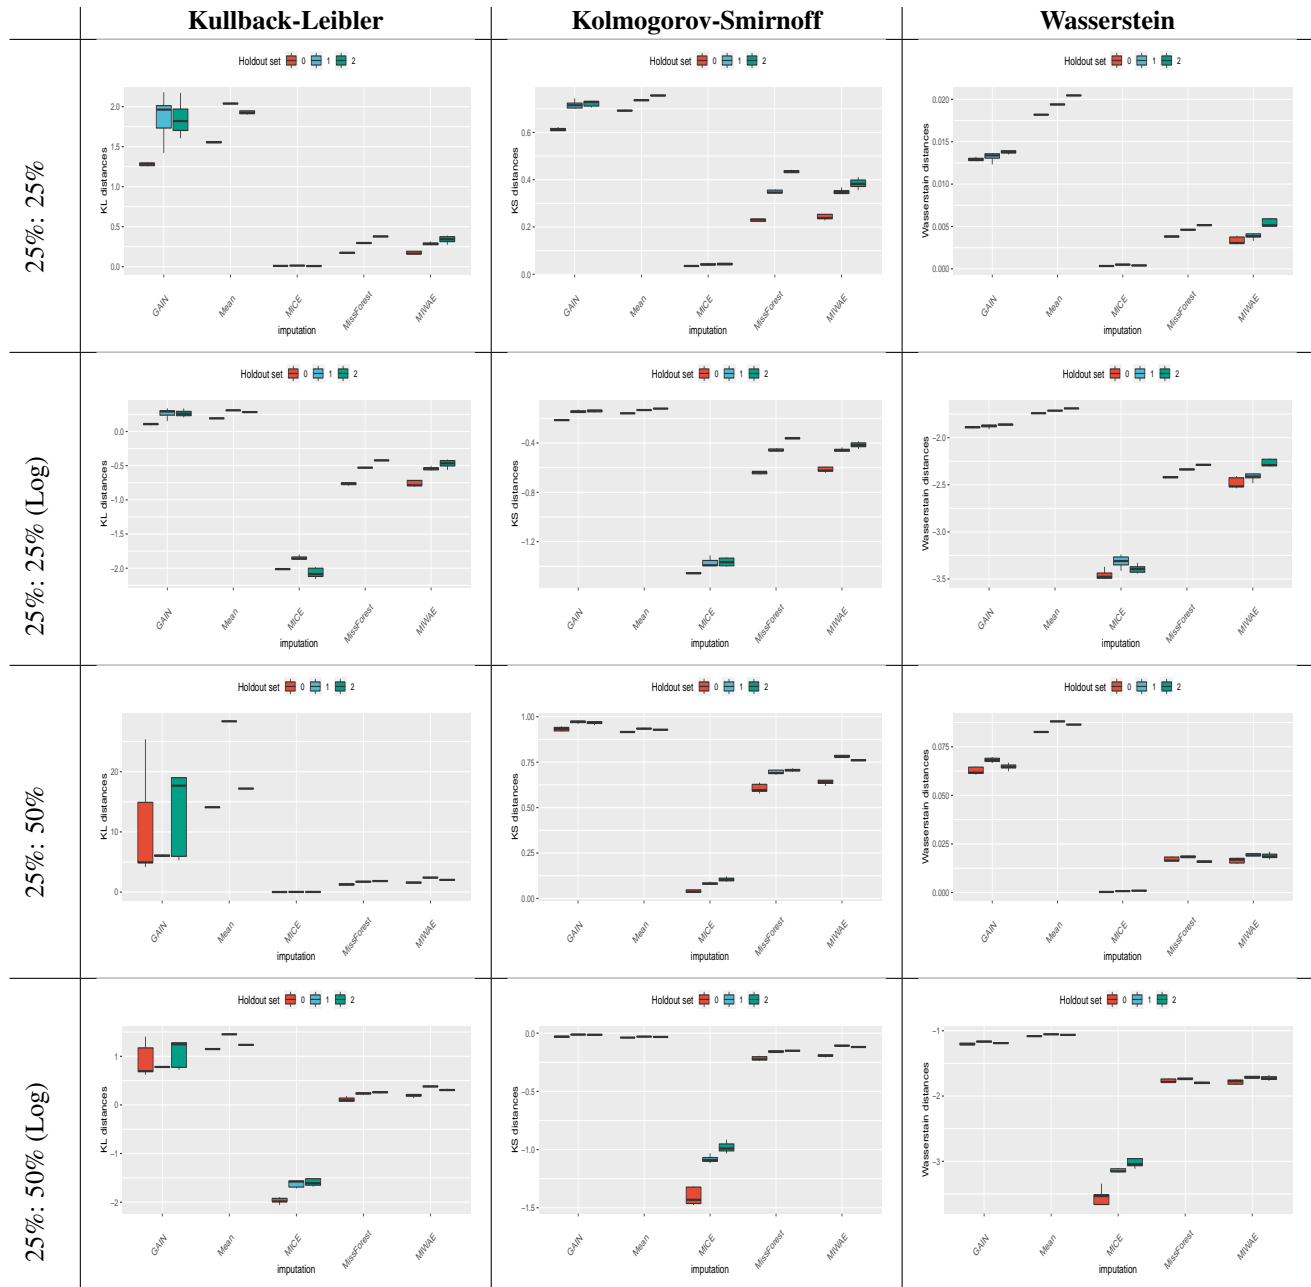 Kullback-Leibler Kolmogorov-Smirnoff Wasserstein
25%: 25%
Holdout set 0 1 2
KL distances
2.0
1.5
1.0
0.5
0.0
GAIN Mean MICE MissForest MIWAE
imputation
Holdout set 0 1 2
KS distances
0.6
0.4
0.2
0.0
GAIN Mean MICE MissForest MIWAE
imputation
Holdout set 0 1 2
Wasserstain distances
0.020
0.015
0.010
0.005
0.000
GAIN Mean MICE MissForest MIWAE
imputation
25%: 25% (Log)
Holdout set 0 1 2
KL distances
0.0
−0.5
−1.0
−1.5
−2.0
GAIN Mean MICE MissForest MIWAE
imputation
Holdout set 0 1 2
KS distances
−0.4
−0.8
−1.2
GAIN Mean MICE MissForest MIWAE
imputation
Holdout set 0 1 2
Wasserstain distances
−2.0
−2.5
−3.0
−3.5
GAIN Mean MICE MissForest MIWAE
imputation
25%: 50%
Holdout set 0 1 2
KL distances
20
10
0
GAIN Mean MICE MissForest MIWAE
imputation
Holdout set 0 1 2
KS distances
1.00
0.75
0.50
0.25
0.00
GAIN Mean MICE MissForest MIWAE
imputation
Holdout set 0 1 2
Wasserstain distances
0.075
0.050
0.025
0.000
GAIN Mean MICE MissForest MIWAE
imputation
25%: 50% (Log)
Holdout set 0 1 2
KL distances
1
0
−1
−2
GAIN Mean MICE MissForest MIWAE
imputation
Holdout set 0 1 2
KS distances
0.0
−0.5
−1.0
−1.5
GAIN Mean MICE MissForest MIWAE
imputation
Holdout set 0 1 2
Wasserstain distances
−1
−2
−3
GAIN Mean MICE MissForest MIWAE
imputation